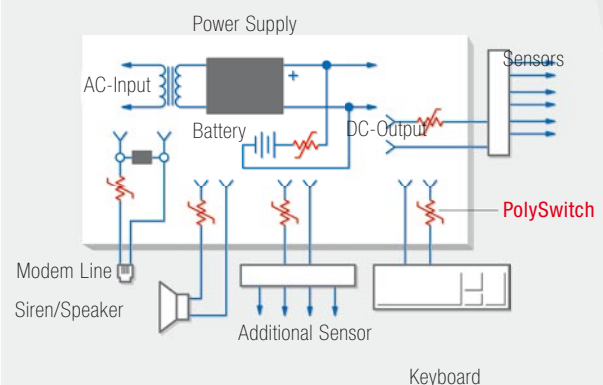 Power Supply
Sensors
AC-Input
+
Battery
DC-Output
PolySwitch
Modem Line
Siren/Speaker
Additional Sensor
Keyboard